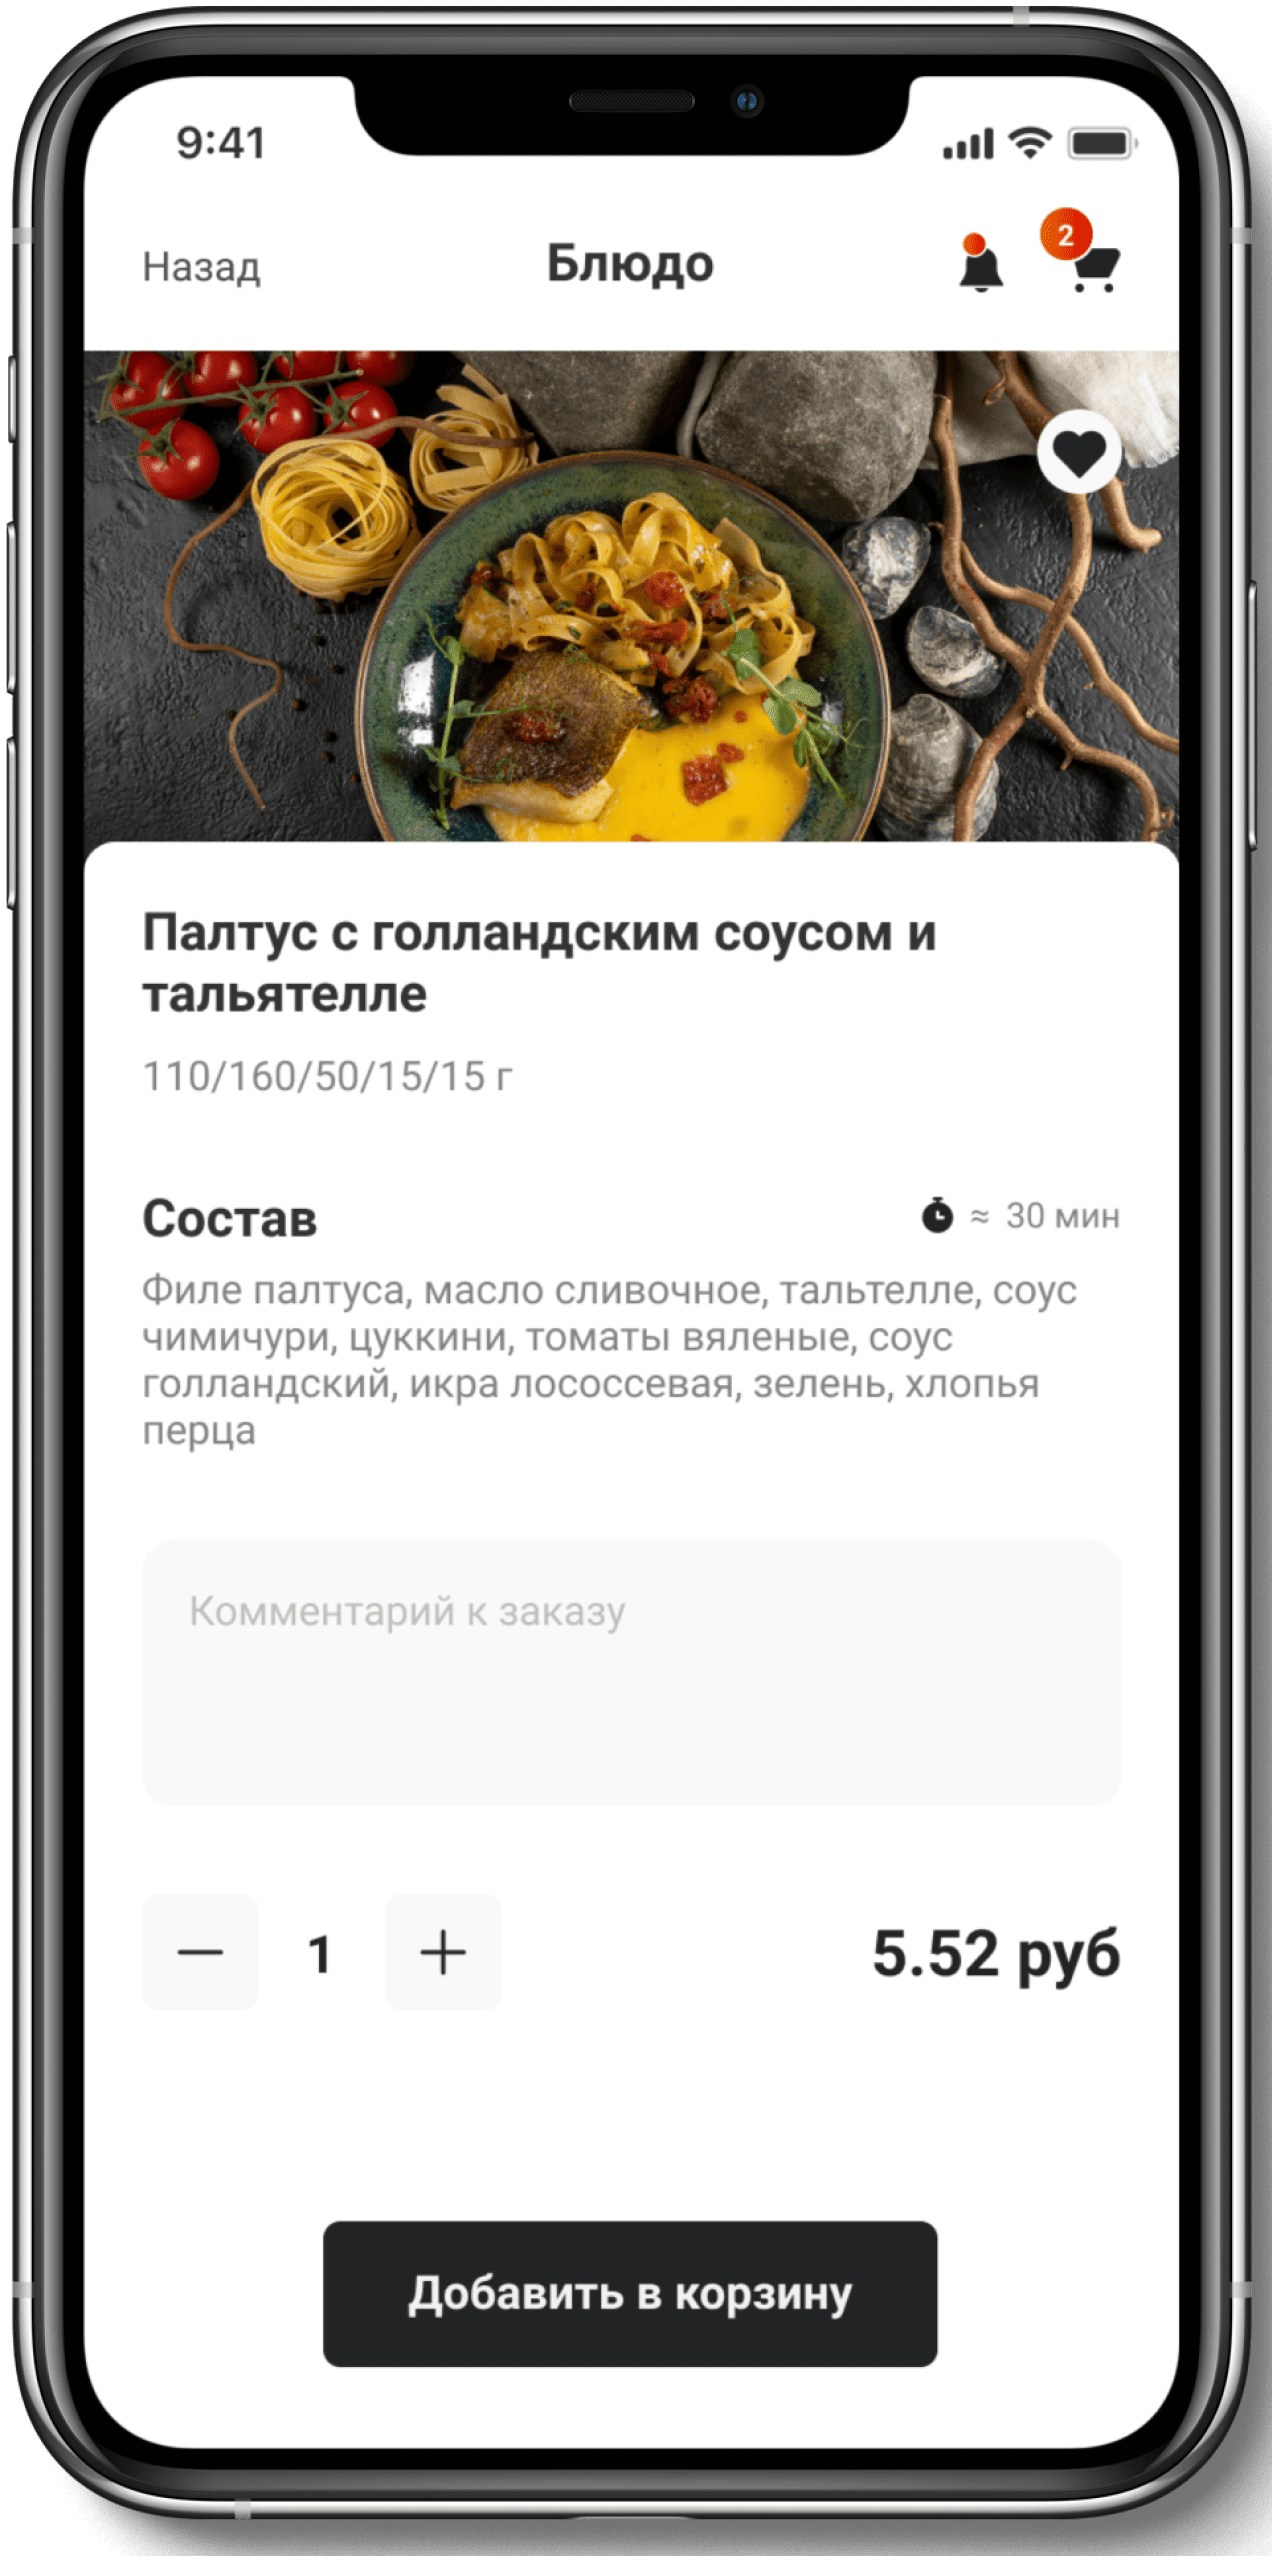 9:41
Назад
Блюдо
2
Палтус с голландским соусом и
тальятелле
110/160/50/15/15 г
Состав
≈ 30 мин
Филе палтуса, масло сливочное, тальтелле, соус
чимичури, цуккини, томаты вяленые, соус
голландский, икра лососсевая, зелень, хлопья
перца
Комментарий к заказу
— 1 +
5.52 руб
Добавить в корзину